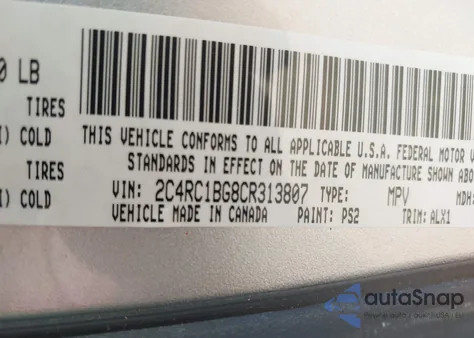 0 LB
TIRES
) COLD
THIS VEHICLE CONFORMS TO ALL APPLICABLE U.S.A. FEDERAL MOTOR
TIRES
STANDARDS IN EFFECT ON THE DATE OF MANUFACTURE SHOWN ABO
) COLD
VIN: 2C4RC1BG8CR313807 TYPE: MPV MDH:
VEHICLE MADE IN CANADA PAINT: PS2 TRIM: ALX1
autoSnap